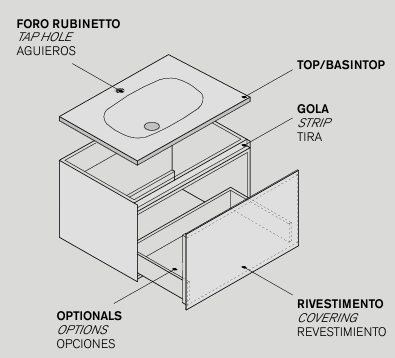 FORO RUBINETTO
TAP HOLE
AGUIEROS
TOP/BASINTOP
GOLA
STRIP
TIRA
OPTIONALS
OPTIONS
OPCIONES
RIVESTIMENTO
COVERING
REVESTIMIENTO